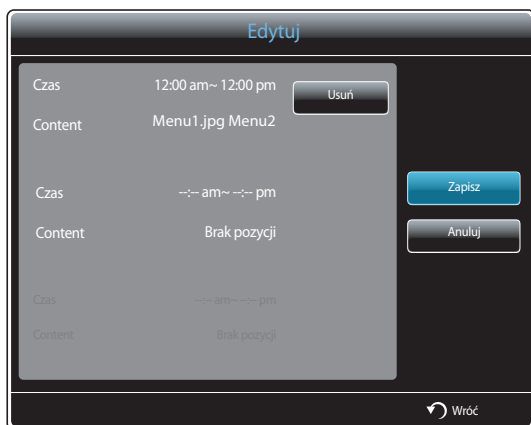 Edytuj
Czas 12:00 am~ 12:00 pm Usuń
Content Menu1.jpg Menu2
Czas --:-- am~ --:-- pm Zapisz
Content Brak pozycji Anuluj
Czas --:-- am~ --:-- pm
Content Brak pozycji
Wróć